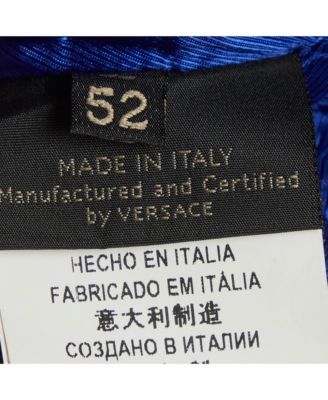 52
MADE IN ITALY
Manufactured and Certified
by VERSACE
HECHO EN ITALIA
FABRICADO EM ITÀLIA
意大利制造
СОЗДАНО В ИТАЛИИ